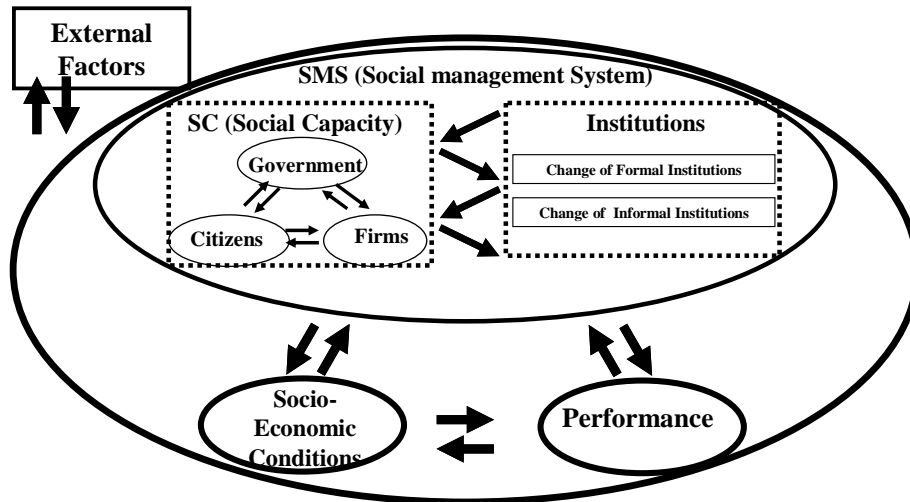 External
Factors
SMS (Social management System)
SC (Social Capacity)
Government
Citizens
Firms
Institutions
Change of Formal Institutions
Change of Informal Institutions
Socio-
Economic
Conditions
Performance